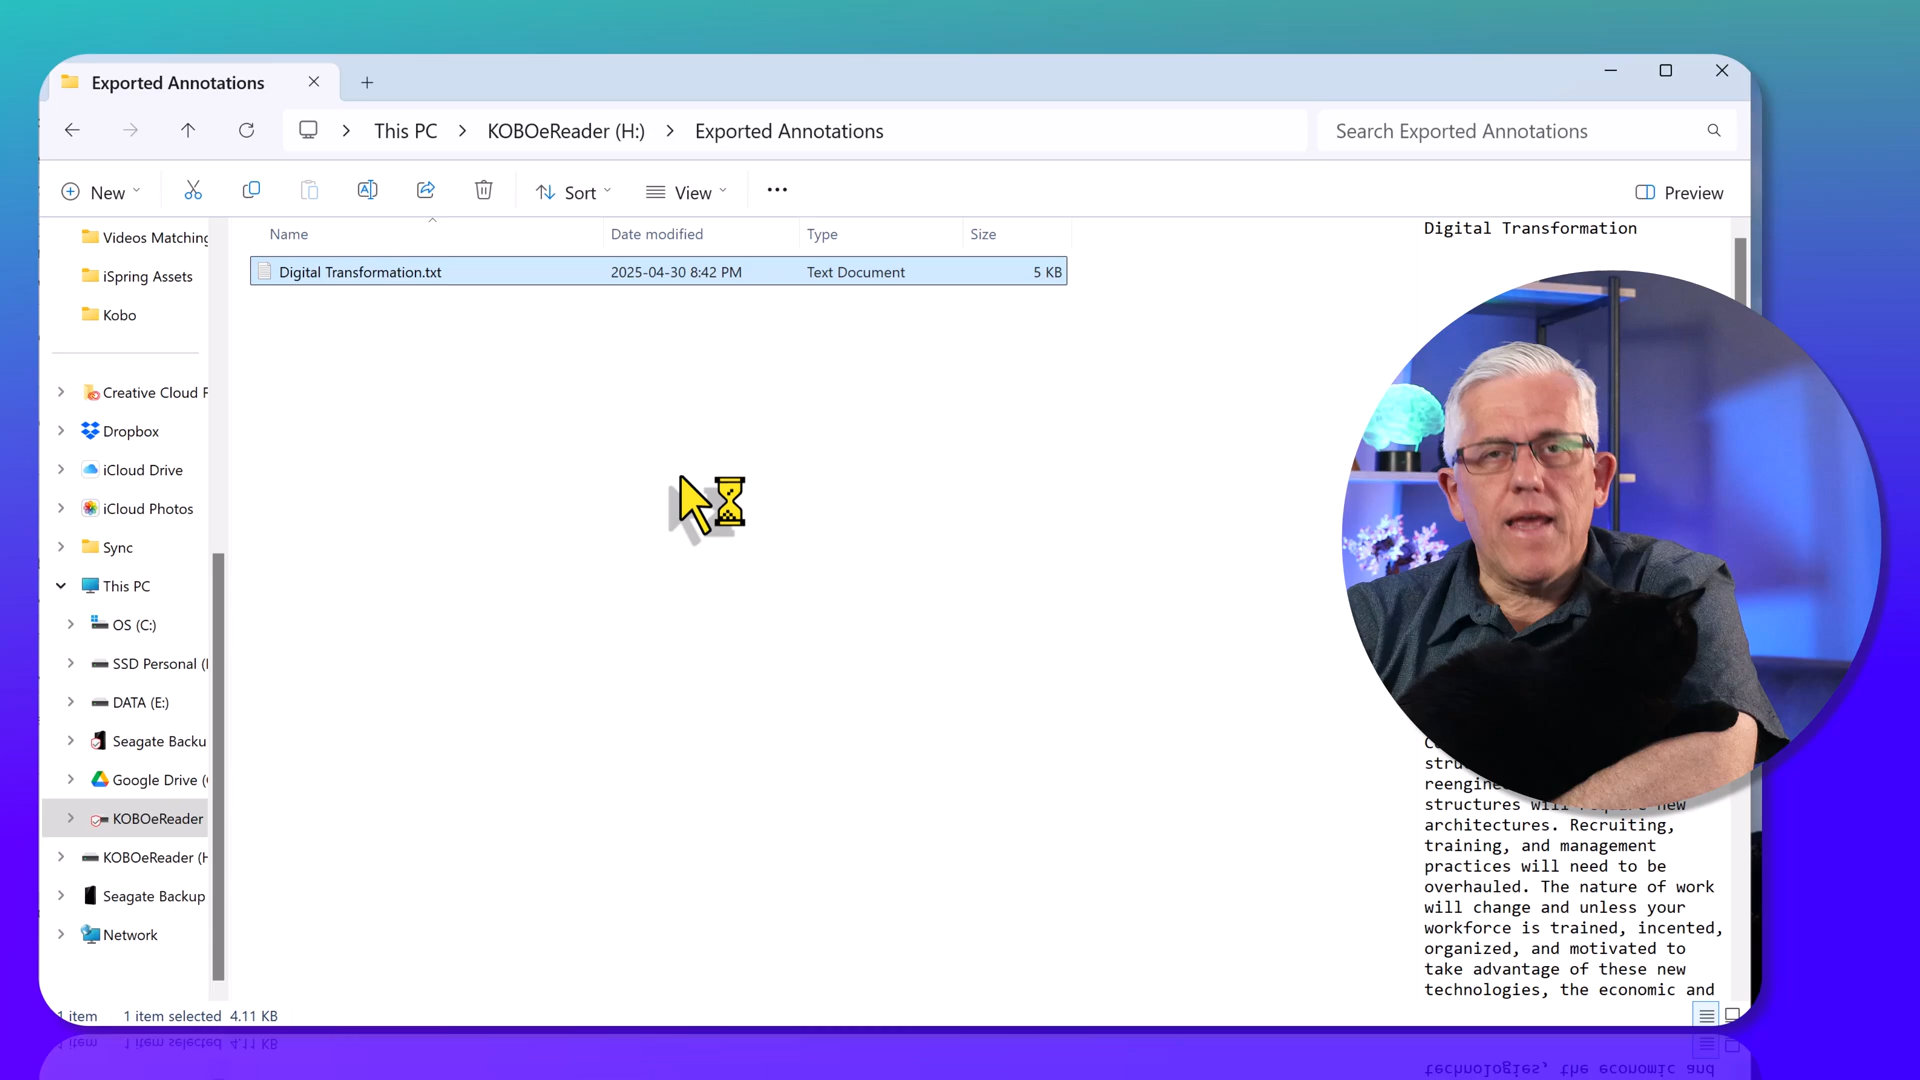 Exported Annotations
This PC
KOBOeReader (H:)
Exported Annotations
Search Exported Annotations
New
Sort
View
Preview
Videos Matching
iSpring Assets
Kobo
Creative Cloud F
Dropbox
iCloud Drive
iCloud Photos
Sync
This PC
OS (C:)
SSD Personal (
DATA (E:)
Seagate Backu
Google Drive (
KOBOeReader
KOBOeReader (H
Seagate Backup
Network
Name Date modified Type Size
Digital Transformation.txt 2025-04-30 8:42 PM Text Document 5 KB
Digital Transformation
stru
reengine
structures will require new
architectures. Recruiting,
training, and management
practices will need to be
overhauled. The nature of work
will change and unless your
workforce is trained, incented,
organized, and motivated to
take advantage of these new
technologies, the economic and
1 item 1 item selected 4.11 KB